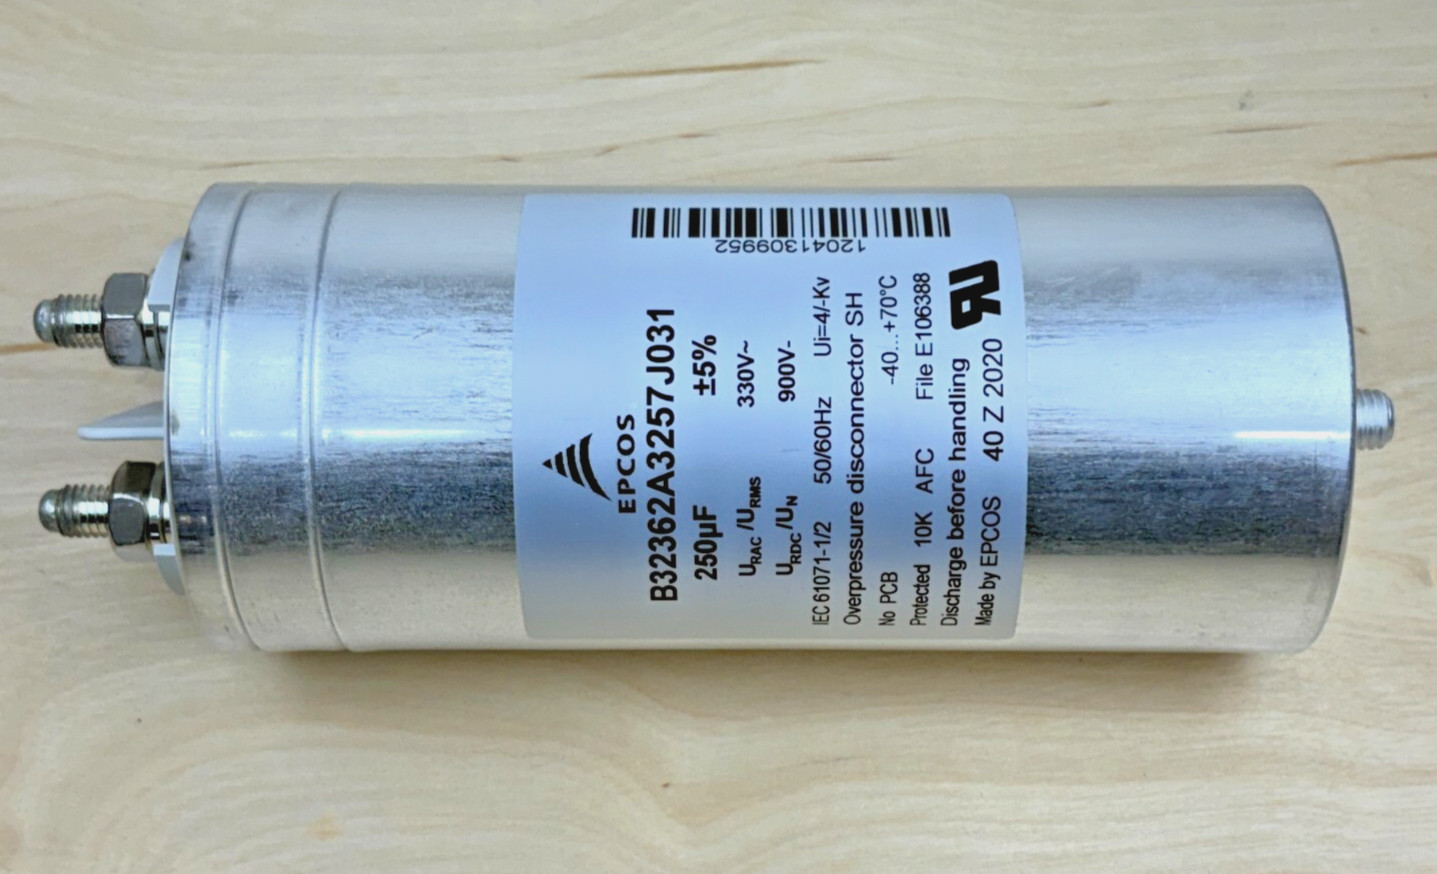 EPCOS
B32362A3257J031
250µF ±5%
URAC /URMS 330V~
URDC /UN 900V-
IEC 61071-1/2 50/60Hz Ui=4/-Kv
Overpressure disconnector SH
No PCB -40...+70°C
Protected 10K AFC File E106388
Discharge before handling
Made by EPCOS 40 Z 2020
12041309952